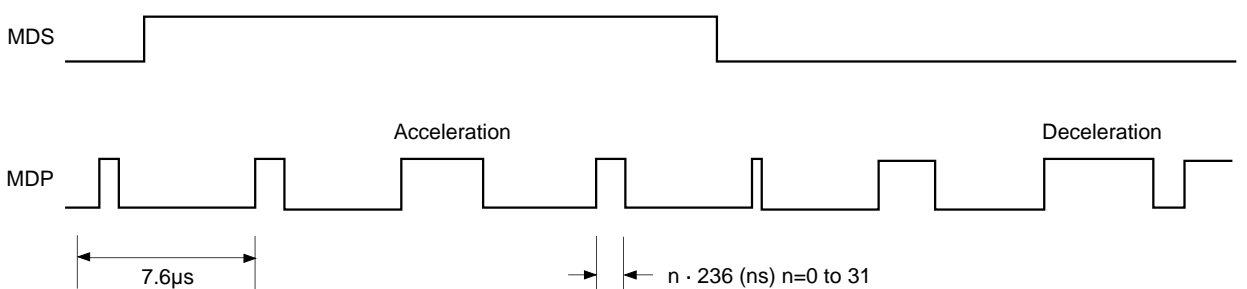 MDS
Acceleration
Deceleration
MDP
7.6µs
n · 236 (ns) n=0 to 31